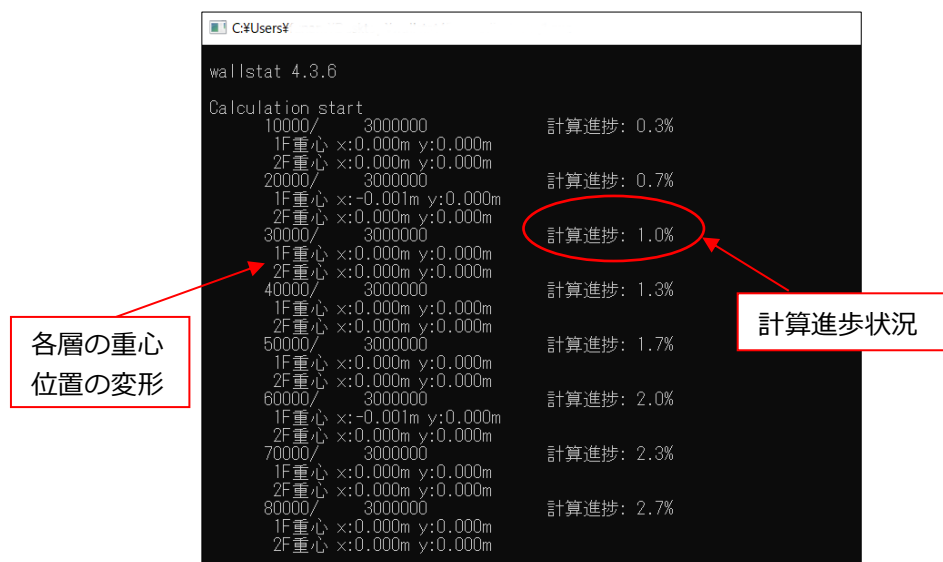 C:¥Users¥
wallstat 4.3.6
Calculation start
10000/ 3000000 計算進捗: 0.3%
1F重心 x:0.000m y:0.000m
2F重心 x:0.000m y:0.000m
20000/ 3000000 計算進捗: 0.7%
1F重心 x:-0.001m y:0.000m
2F重心 x:0.000m y:0.000m
30000/ 3000000 計算進捗: 1.0%
1F重心 x:0.000m y:0.000m
2F重心 x:0.000m y:0.000m
40000/ 3000000 計算進捗: 1.3%
1F重心 x:0.000m y:0.000m
2F重心 x:0.000m y:0.000m
50000/ 3000000 計算進捗: 1.7%
1F重心 x:0.000m y:0.000m
2F重心 x:0.000m y:0.000m
60000/ 3000000 計算進捗: 2.0%
1F重心 x:-0.001m y:0.000m
2F重心 x:0.000m y:0.000m
70000/ 3000000 計算進捗: 2.3%
1F重心 x:0.000m y:0.000m
2F重心 x:0.000m y:0.000m
80000/ 3000000 計算進捗: 2.7%
1F重心 x:0.000m y:0.000m
2F重心 x:0.000m y:0.000m
各層の重心
位置の変形
計算進歩状況